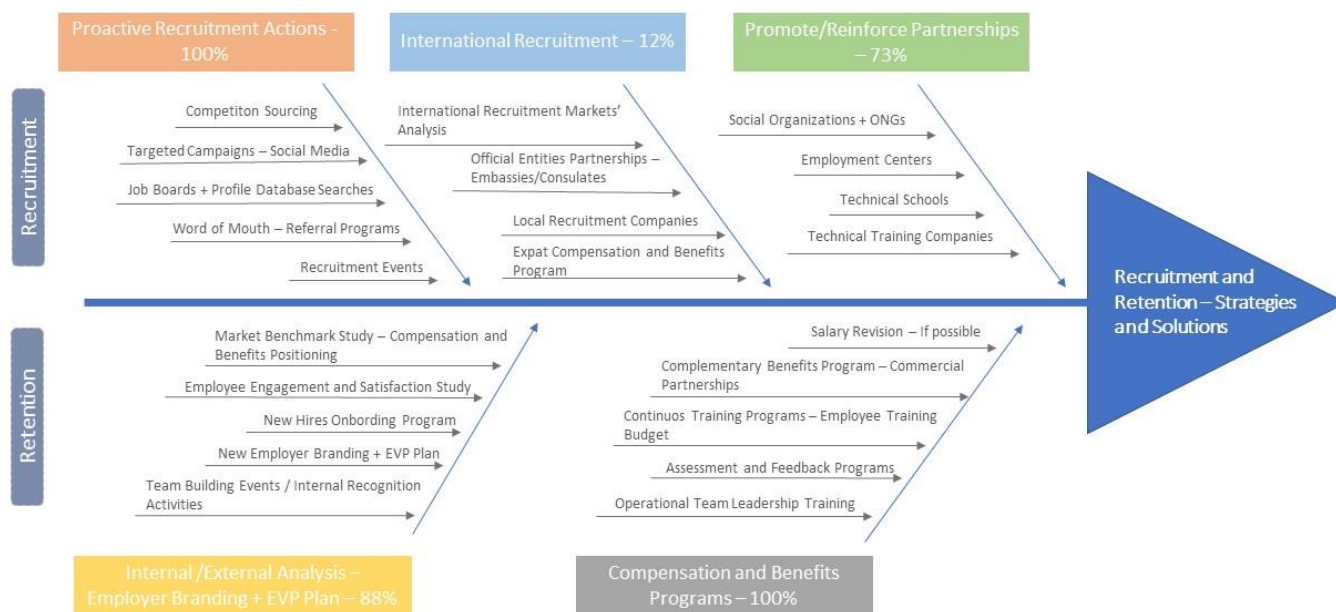 Proactive Recruitment Actions -
100%
International Recruitment – 12%
Promote/Reinforce Partnerships
– 73%
Recruitment
Competiton Sourcing
Targeted Campaigns – Social Media
Job Boards + Profile Database Searches
Word of Mouth – Referral Programs
Recruitment Events
International Recruitment Markets’
Analysis
Official Entities Partnerships –
Embassies/Consulates
Local Recruitment Companies
Expat Compensation and Benefits
Program
Social Organizations + ONGs
Employment Centers
Technical Schools
Technical Training Companies
Recruitment and
Retention – Strategies
and Solutions
Retention
Market Benchmark Study – Compensation and
Benefits Positioning
Employee Engagement and Satisfaction Study
New Hires Onbording Program
New Employer Branding + EVP Plan
Team Building Events / Internal Recognition
Activities
Salary Revision – If possible
Complementary Benefits Program – Commercial
Partnerships
Continuos Training Programs – Employee Training
Budget
Assessment and Feedback Programs
Operational Team Leadership Training
Internal /External Analysis –
Employer Branding + EVP Plan – 88%
Compensation and Benefits
Programs – 100%